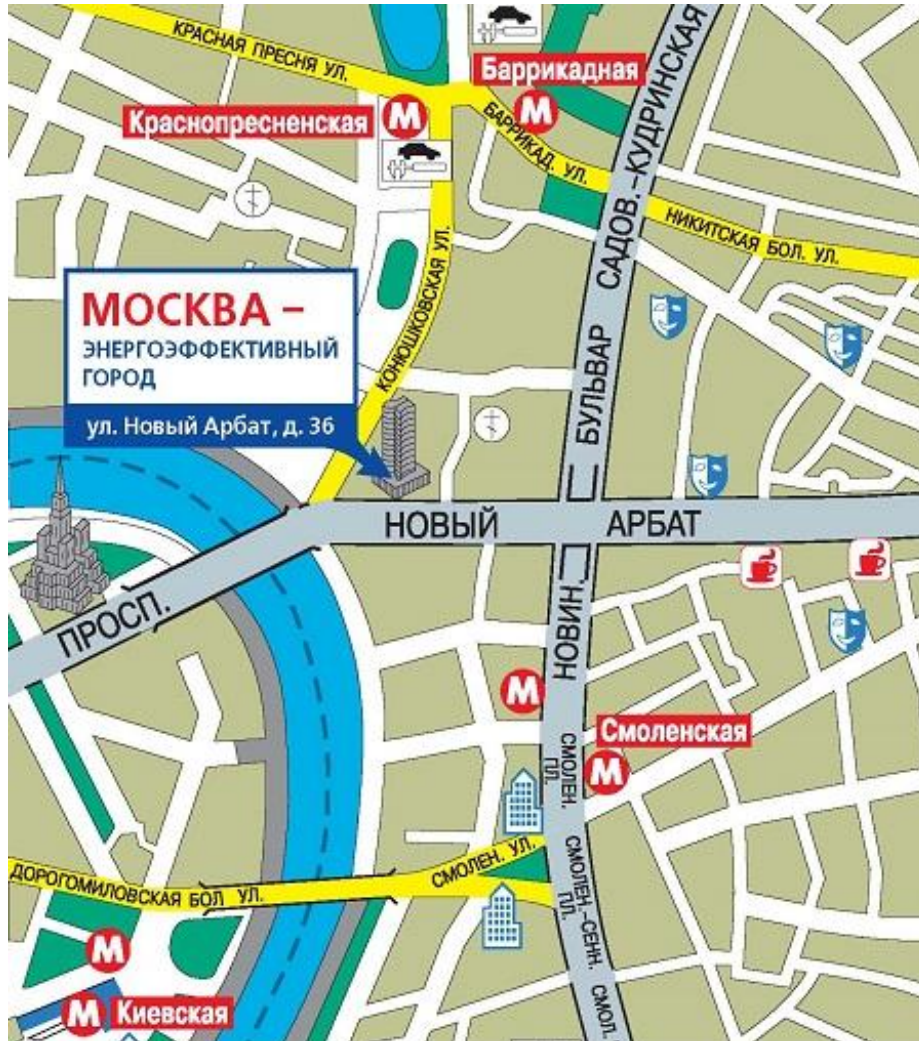 КРАСНАЯ ПРЕСНЯ УЛ.
Баррикадная
М
Краснопресненская
М
БАРРИКАД. УЛ.
САДОВ.-КУДРИНСКАЯ
НИКИТСКАЯ БОЛ. УЛ.
КОНЮШКОВСКАЯ УЛ.
БУЛЬВАР
МОСКВА –
ЭНЕРГОЭФФЕКТИВНЫЙ
ГОРОД
ул. Новый Арбат, д. 36
НОВЫЙ АРБАТ
ПРОСП.
НОВИН.
М
Смоленская
М
СМОЛЕН.
ПЛ.
СМОЛЕН. УЛ.
ДОРОГОМИЛОВСКАЯ БОЛ УЛ.
СМОЛЕН.-СЕНН.
ПЛ.
СМОЛ.
М
М
Киевская